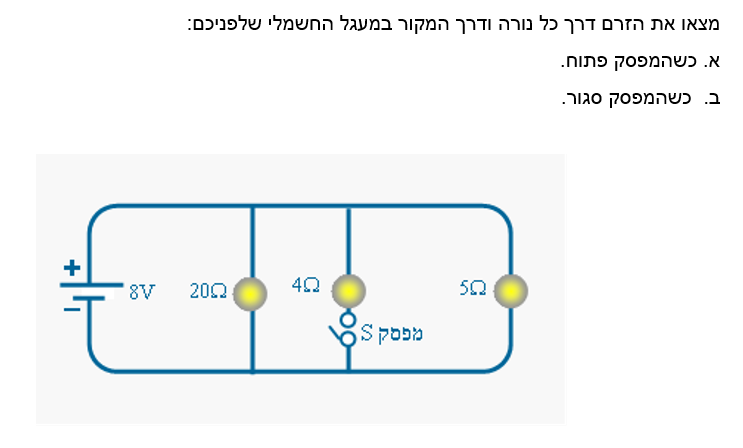 מצאו את הזרם דרך כל נורה ודרך המקור במעגל החשמלי שלפניכם:
א. כשהמפסק פתוח.
ב. כשהמפסק סגור.
+
8V
20Ω
4Ω
5Ω
–
מפסק S